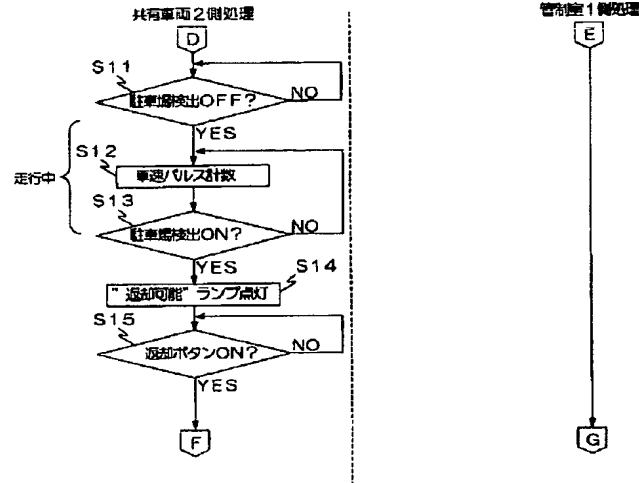 共有車両2側処理
管制室1側処理
D
E
S11
駐車場検出OFF?
NO
YES
S12
車速パルス計数
走行中
S13
駐車場検出ON?
NO
YES
S14
"返却可能"ランプ点灯
S15
返却ボタンON?
NO
YES
F
G